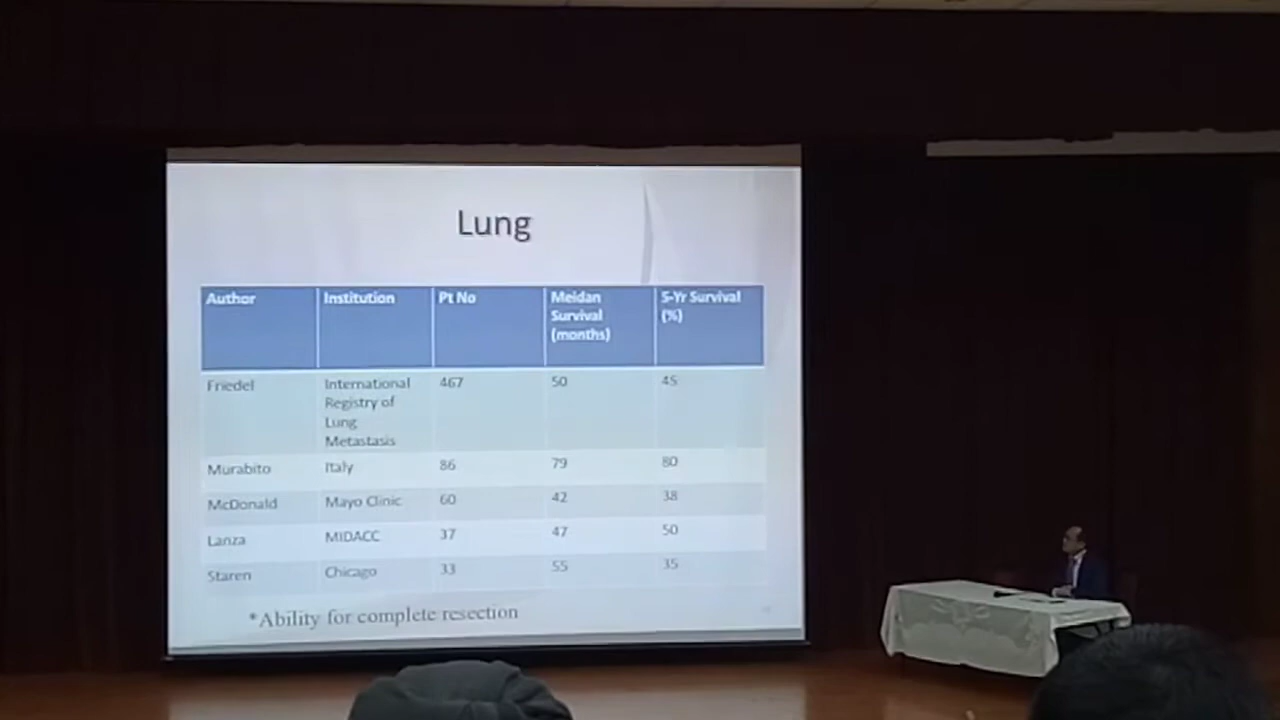 Lung
Author Institution Pt No Meidan Survival (months) 5-Yr Survival (%)
Friedel International Registry of Lung Metastasis 467 50 45
Murabito Italy 86 79 80
McDonald Mayo Clinic 60 42 38
Lanza MIDACC 37 47 50
Staren Chicago 33 55 35
*Ability for complete resection